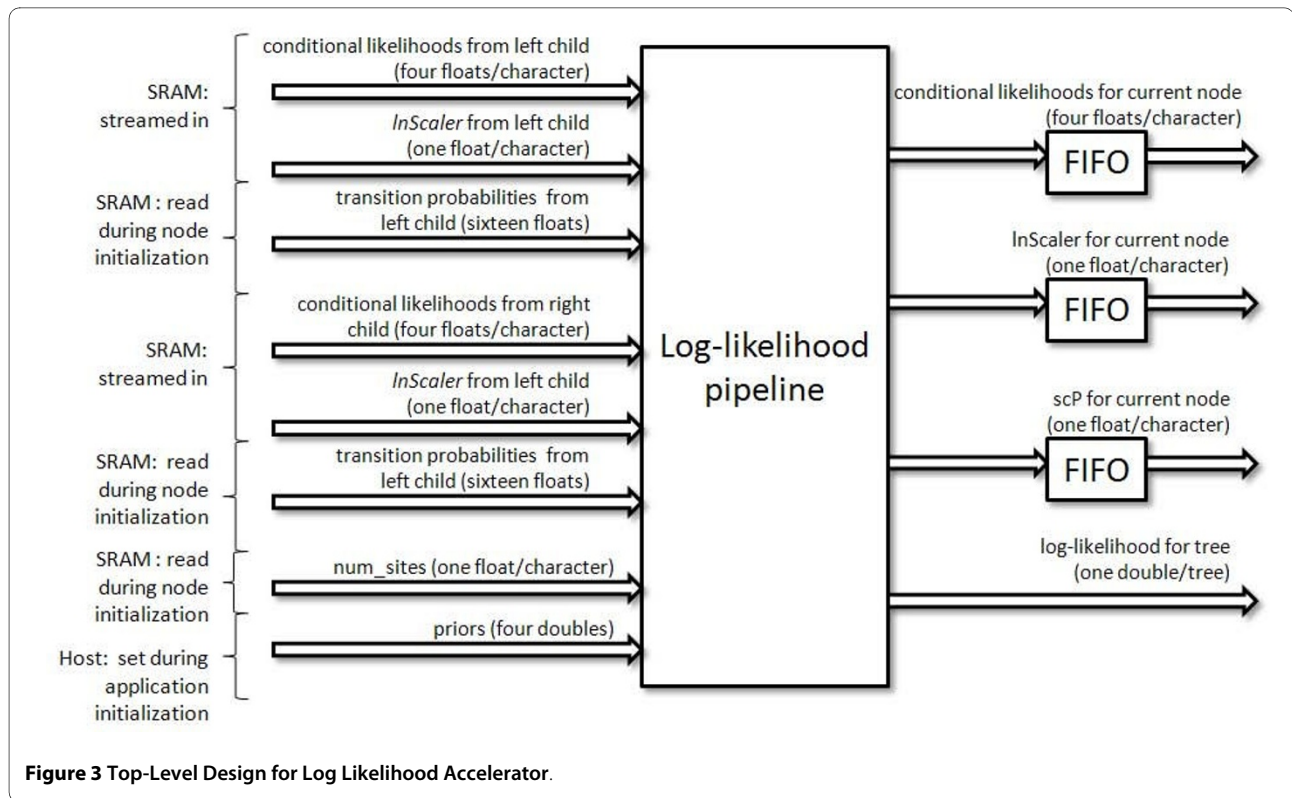 SRAM:
streamed in
SRAM : read
during node
initialization
SRAM:
streamed in
SRAM: read
during node
initialization
SRAM : read
during node
initialization
Host: set during
application
initialization
conditional likelihoods from left child
(four floats/character)
lnScaler from left child
(one float/character)
transition probabilities from
left child (sixteen floats)
conditional likelihoods from right
child (four floats/character)
lnScaler from left child
(one float/character)
transition probabilities from
left child (sixteen floats)
num_sites (one float/character)
priors (four doubles)
Log-likelihood
pipeline
conditional likelihoods for current node
(four floats/character)
FIFO
lnScaler for current node
(one float/character)
FIFO
scP for current node
(one float/character)
FIFO
log-likelihood for tree
(one double/tree)
Figure 3 Top-Level Design for Log Likelihood Accelerator.